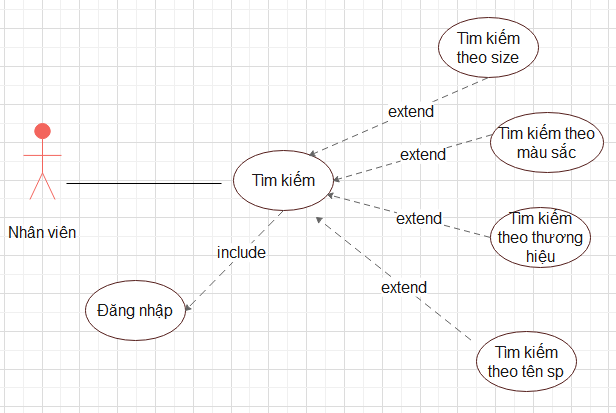 Tìm kiếm
theo size
extend
Tìm kiếm theo
màu sắc
extend
Tìm kiếm
Nhân viên
extend
Tìm kiếm
theo thương
hiệu
include
extend
Đăng nhập
Tìm kiếm
theo tên sp